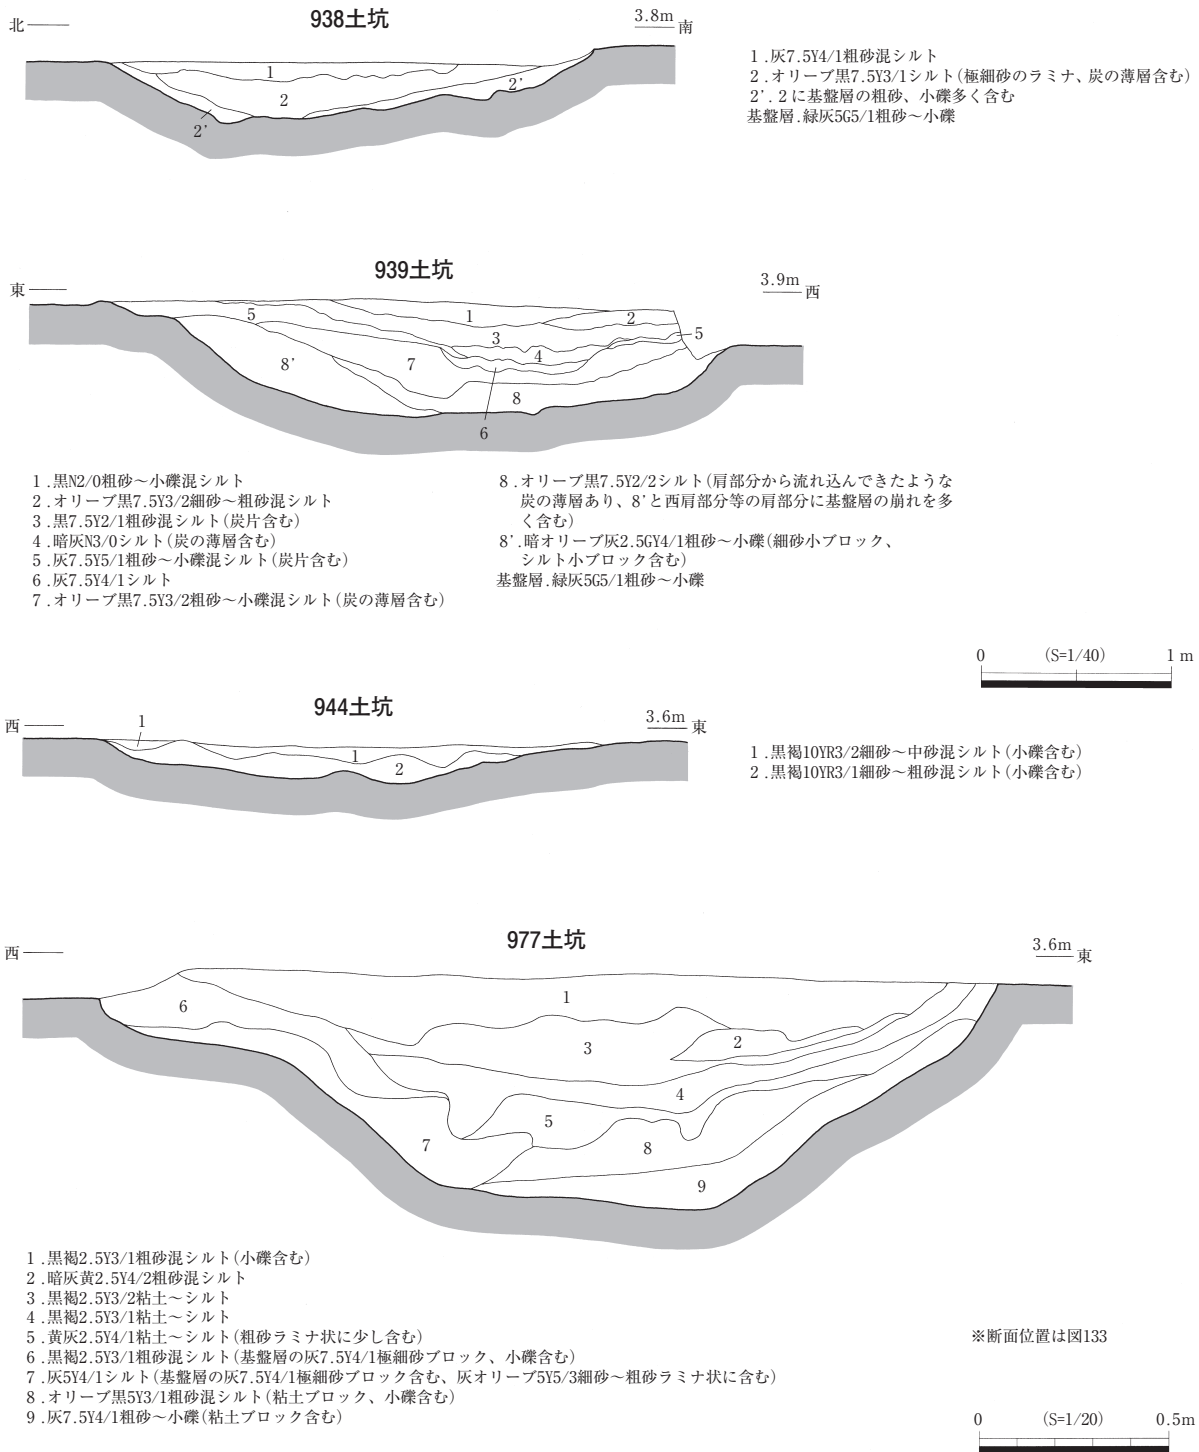 938土坑
北
3.8m 南
1
2
2'
2'
1.灰7.5Y4/1粗砂混シルト
2.オリーブ黒7.5Y3/1シルト(極細砂のラミナ、炭の薄層含む)
2'.2に基盤層の粗砂、小礫多く含む
基盤層.緑灰5G5/1粗砂～小礫
939土坑
東
3.9m 西
5
1
2
3
5
4
8'
7
8
6
1.黒N2/0粗砂～小礫混シルト
2.オリーブ黒7.5Y3/2細砂～粗砂混シルト
3.黒7.5Y2/1粗砂混シルト(炭片含む)
4.暗灰N3/0シルト(炭の薄層含む)
5.灰7.5Y5/1粗砂～小礫混シルト(炭片含む)
6.灰7.5Y4/1シルト
7.オリーブ黒7.5Y3/2粗砂～小礫混シルト(炭の薄層含む)
8.オリーブ黒7.5Y2/2シルト(肩部分から流れ込んできたような
炭の薄層あり、8'と西肩部分等の肩部分に基盤層の崩れを多
く含む)
8'.暗オリーブ灰2.5GY4/1粗砂～小礫(細砂小ブロック、
シルト小ブロック含む)
基盤層.緑灰5G5/1粗砂～小礫
0 (S=1/40) 1m
944土坑
西
3.6m 東
1
1
2
1.黒褐10YR3/2細砂～中砂混シルト(小礫含む)
2.黒褐10YR3/1細砂～粗砂混シルト(小礫含む)
977土坑
西
3.6m 東
6
1
2
3
4
5
7
8
9
1.黒褐2.5Y3/1粗砂混シルト(小礫含む)
2.暗灰黄2.5Y4/2粗砂混シルト
3.黒褐2.5Y3/2粘土～シルト
4.黒褐2.5Y3/1粘土～シルト
5.黄灰2.5Y4/1粘土～シルト(粗砂ラミナ状に少し含む)
6.黒褐2.5Y3/1粗砂混シルト(基盤層の灰7.5Y4/1極細砂ブロック、小礫含む)
7.灰5Y4/1シルト(基盤層の灰7.5Y4/1極細砂ブロック含む、灰オリーブ5Y5/3細砂～粗砂ラミナ状に含む)
8.オリーブ黒5Y3/1粗砂混シルト(粘土ブロック、小礫含む)
9.灰7.5Y4/1粗砂～小礫(粘土ブロック含む)
※断面位置は図133
0 (S=1/20) 0.5m